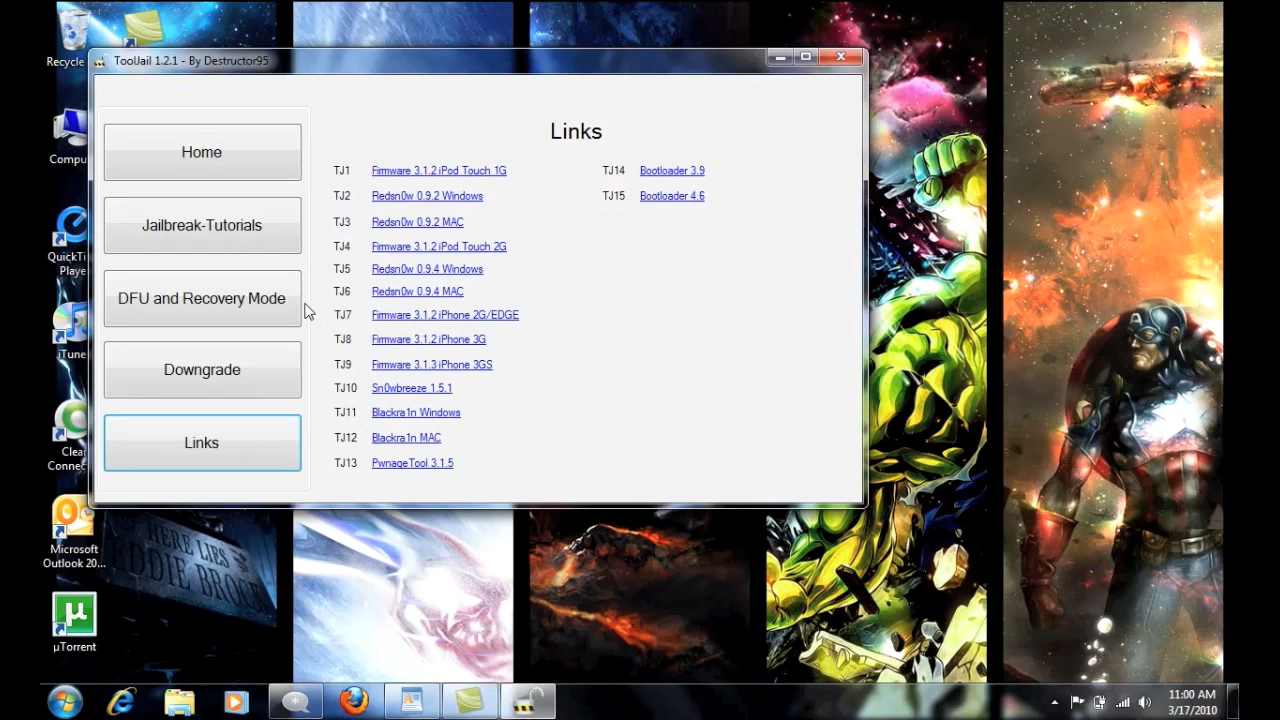 Recycle
Compu
QuickTi
Player
iTune
Clea
Connec
Microsoft
Outlook 20...
µTorrent
ToolJail 1.2.1 - By Destructor95
Home
Jailbreak-Tutorials
DFU and Recovery Mode
Downgrade
Links
Links
TJ1 Firmware 3.1.2 iPod Touch 1G
TJ2 Redsn0w 0.9.2 Windows
TJ3 Redsn0w 0.9.2 MAC
TJ4 Firmware 3.1.2 iPod Touch 2G
TJ5 Redsn0w 0.9.4 Windows
TJ6 Redsn0w 0.9.4 MAC
TJ7 Firmware 3.1.2 iPhone 2G/EDGE
TJ8 Firmware 3.1.2 iPhone 3G
TJ9 Firmware 3.1.3 iPhone 3GS
TJ10 Sn0wbreeze 1.5.1
TJ11 Blackra1n Windows
TJ12 Blackra1n MAC
TJ13 PwnageTool 3.1.5
TJ14 Bootloader 3.9
TJ15 Bootloader 4.6
HERE LIES
EDDIE BROCK
11:00 AM
3/17/2010